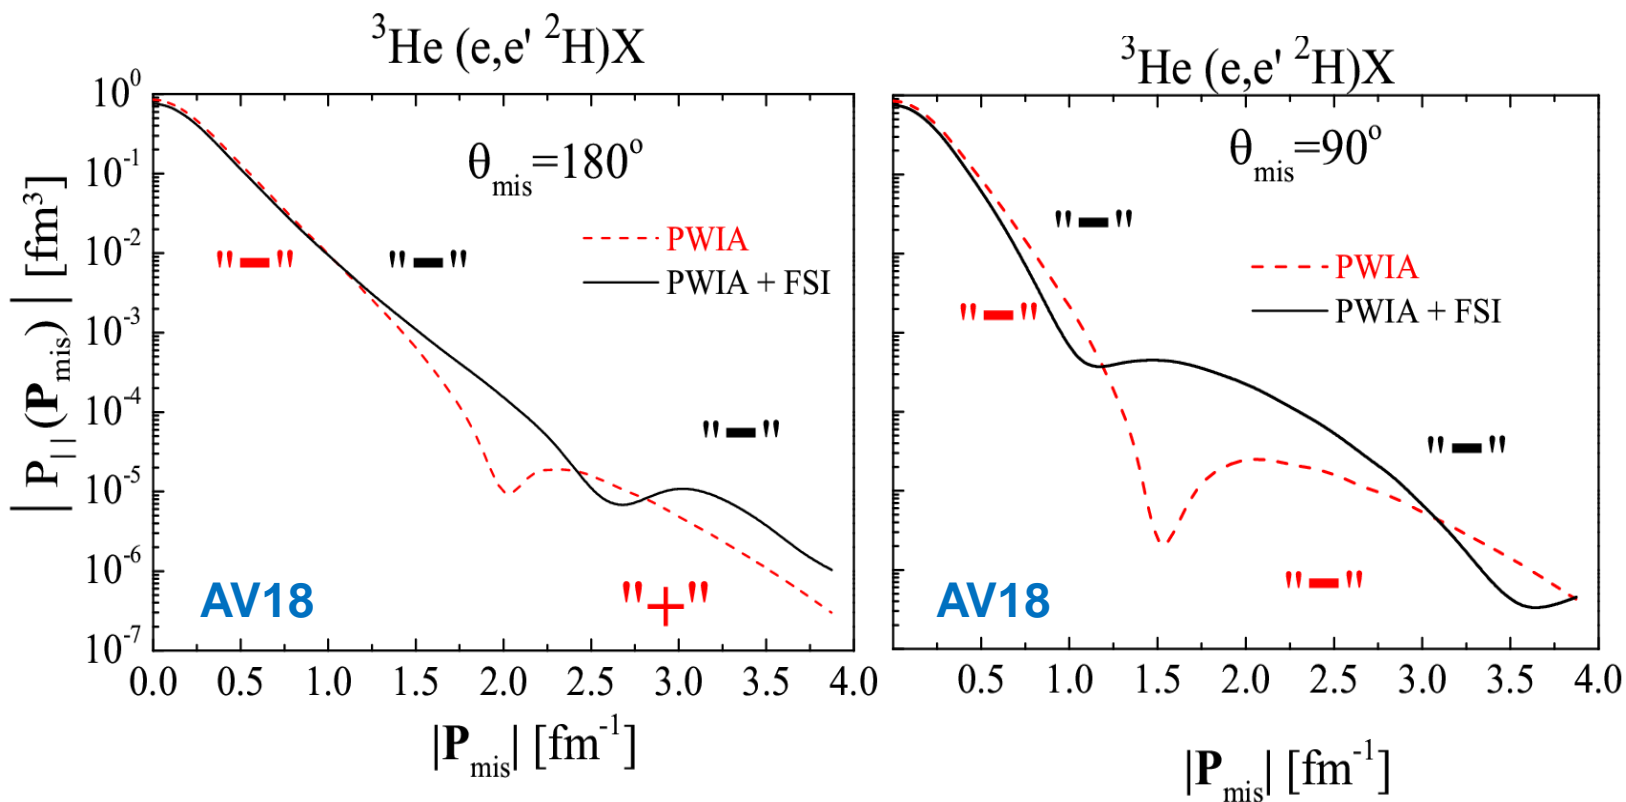 ³He (e,e' ²H)X
θmis=180°
"-" "-"
PWIA
PWIA + FSI
"-"
"+"
AV18
|P||(Pmis)| [fm³]
10⁰
10⁻¹
10⁻²
10⁻³
10⁻⁴
10⁻⁵
10⁻⁶
10⁻⁷
0.0 0.5 1.0 1.5 2.0 2.5 3.0 3.5 4.0
|Pmis| [fm⁻¹]
³He (e,e' ²H)X
θmis=90°
"-"
"-"
PWIA
PWIA + FSI
"-"
"-"
AV18
0.5 1.0 1.5 2.0 2.5 3.0 3.5 4.0
|Pmis| [fm⁻¹]